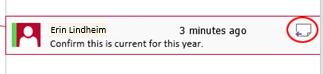 Erin Lindheim 3 minutes ago
Confirm this is current for this year.